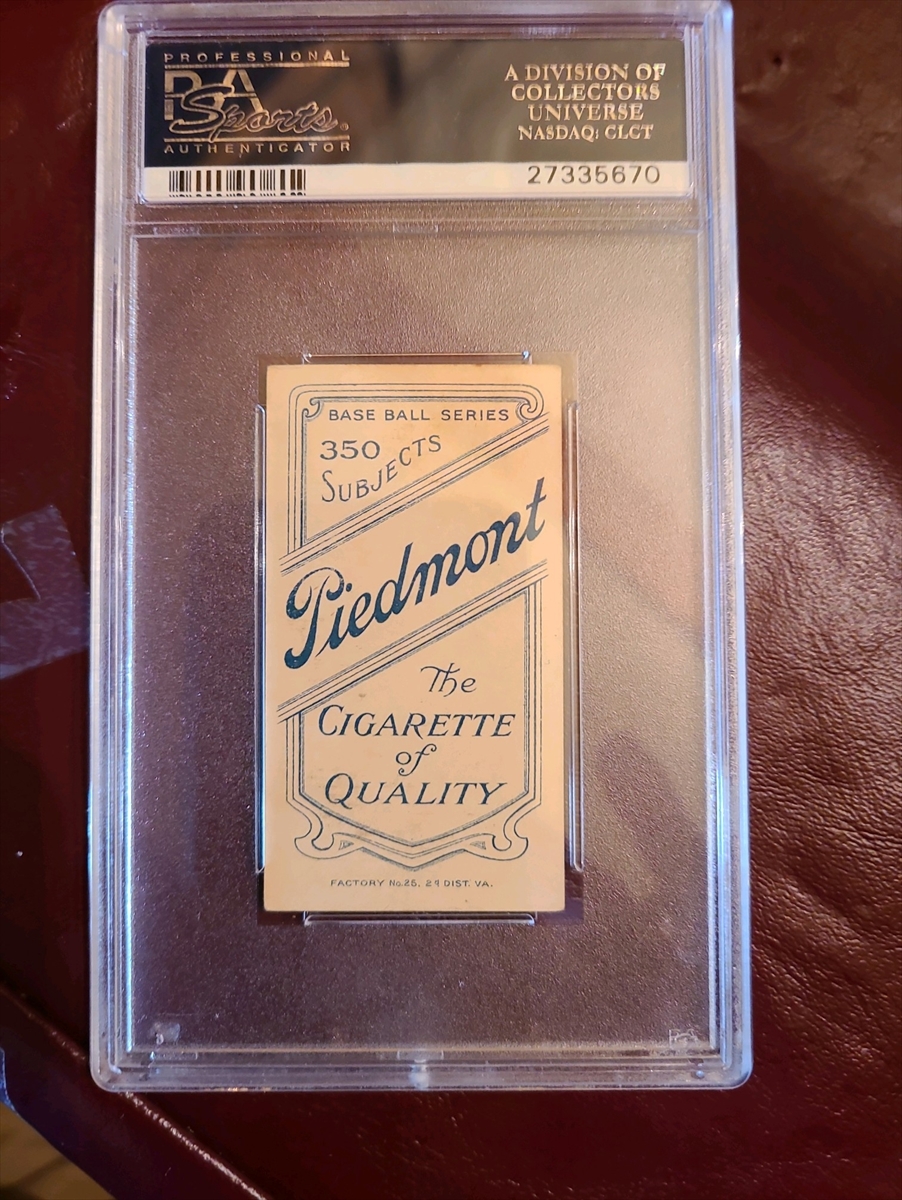 PROFESSIONAL
PSA
Sports®
AUTHENTICATOR
A DIVISION OF
COLLECTORS
UNIVERSE
NASDAQ: CLCT
27335670
BASE BALL SERIES
350
SUBJECTS
Piedmont
The
CIGARETTE
of
QUALITY
FACTORY No. 25, 2ᴺᴰ DIST. VA.